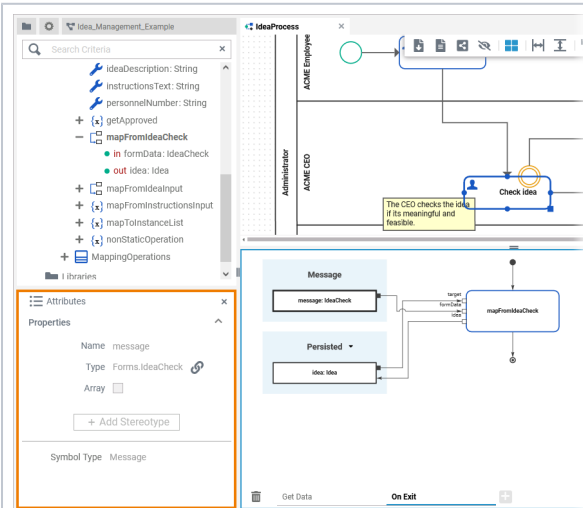 Idea_Management_Example
Search Criteria
ideaDescription: String
instructionsText: String
personnelNumber: String
getApproved
mapFromIdeaCheck
in formData: IdeaCheck
out idea: Idea
mapFromIdeaInput
mapFromInstructionsInput
mapToInstanceList
nonStaticOperation
MappingOperations
Libraries
Attributes
Properties
Name message
Type Forms.IdeaCheck
Array
+ Add Stereotype
Symbol Type Message
IdeaProcess
ACME Employee
Administrator
ACME CEO
Check idea
The CEO checks the idea
if its meaningful and
feasible.
Message
message: IdeaCheck
Persisted
idea: Idea
target
formData
idea
mapFromIdeaCheck
Get Data
On Exit